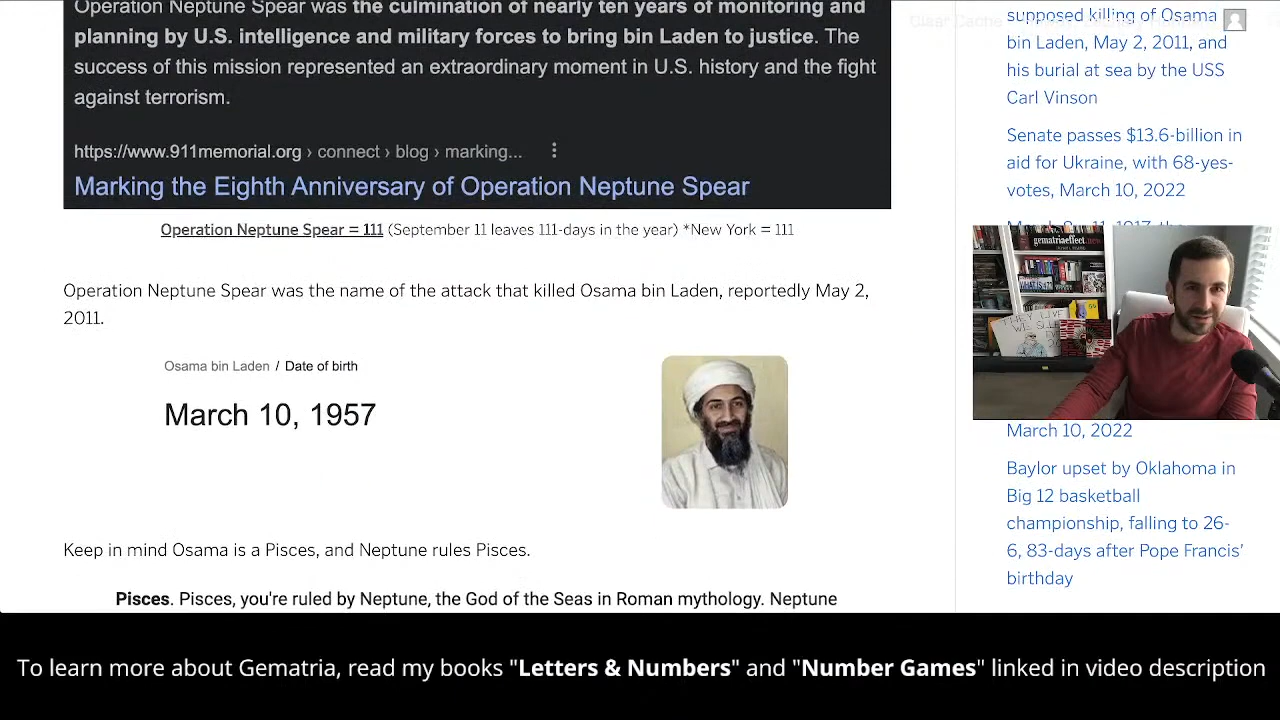 Operation Neptune Spear was the culmination of nearly ten years of monitoring and
planning by U.S. intelligence and military forces to bring bin Laden to justice. The
success of this mission represented an extraordinary moment in U.S. history and the fight
against terrorism.
https://www.911memorial.org › connect › blog › marking...
Marking the Eighth Anniversary of Operation Neptune Spear
Operation Neptune Spear = 111 (September 11 leaves 111-days in the year) *New York = 111
Operation Neptune Spear was the name of the attack that killed Osama bin Laden, reportedly May 2,
2011.
Osama bin Laden / Date of birth
March 10, 1957
Keep in mind Osama is a Pisces, and Neptune rules Pisces.
Pisces. Pisces, you're ruled by Neptune, the God of the Seas in Roman mythology. Neptune
supposed killing of Osama
bin Laden, May 2, 2011, and
his burial at sea by the USS
Carl Vinson
Senate passes $13.6-billion in
aid for Ukraine, with 68-yes-
votes, March 10, 2022
gematriaeffect.news
March 10, 2022
Baylor upset by Oklahoma in
Big 12 basketball
championship, falling to 26-
6, 83-days after Pope Francis'
birthday
To learn more about Gematria, read my books "Letters & Numbers" and "Number Games" linked in video description